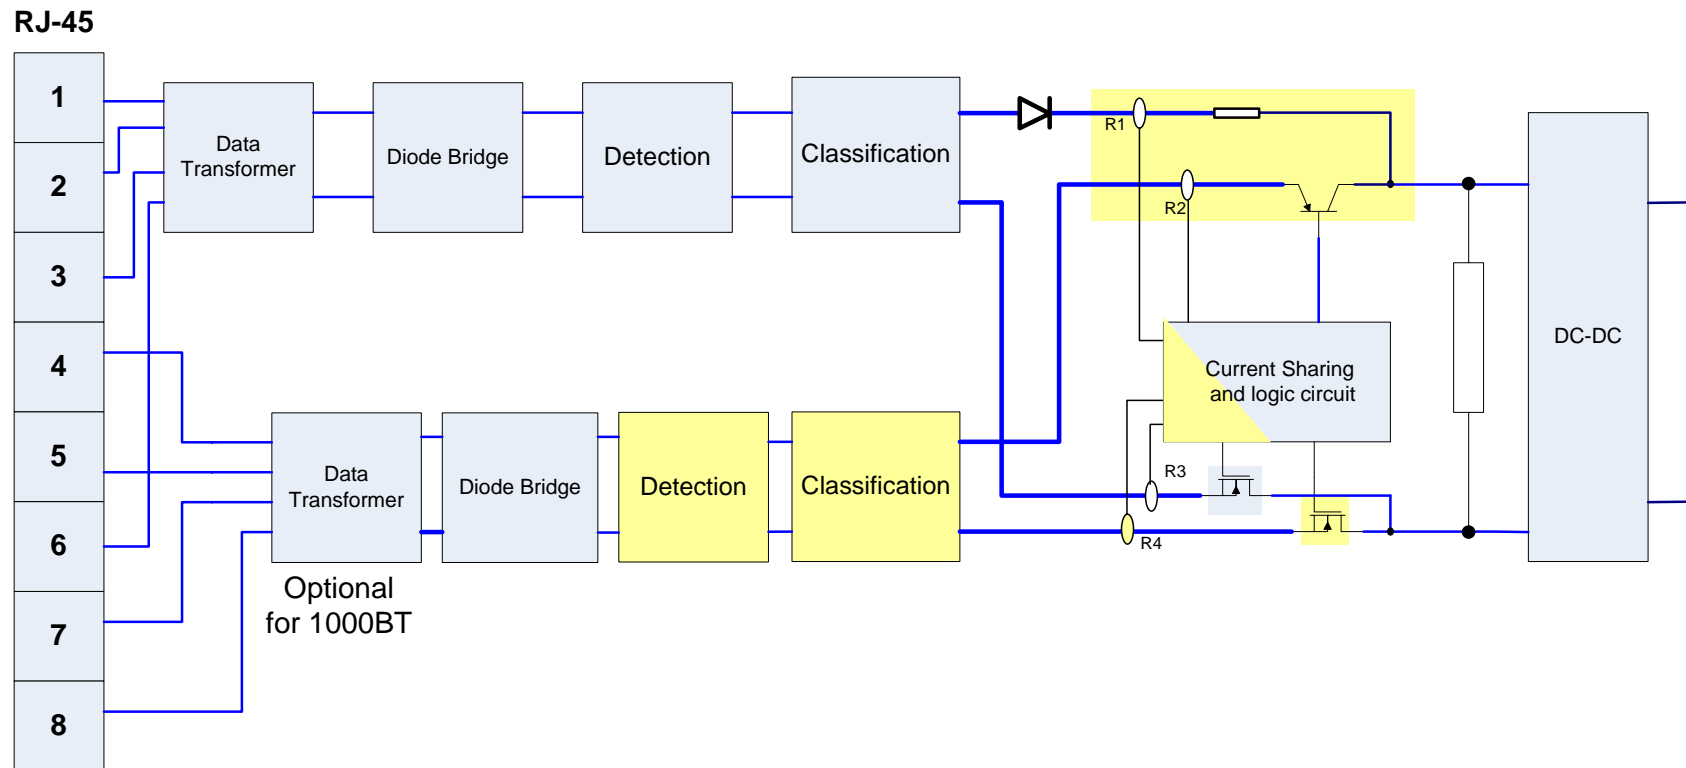 RJ-45
1
2
3
4
5
6
7
8
Data
Transformer
Diode Bridge
Detection
Classification
R1
R2
Current Sharing
and logic circuit
DC-DC
Data
Transformer
Diode Bridge
Detection
Classification
R3
R4
Optional
for 1000BT